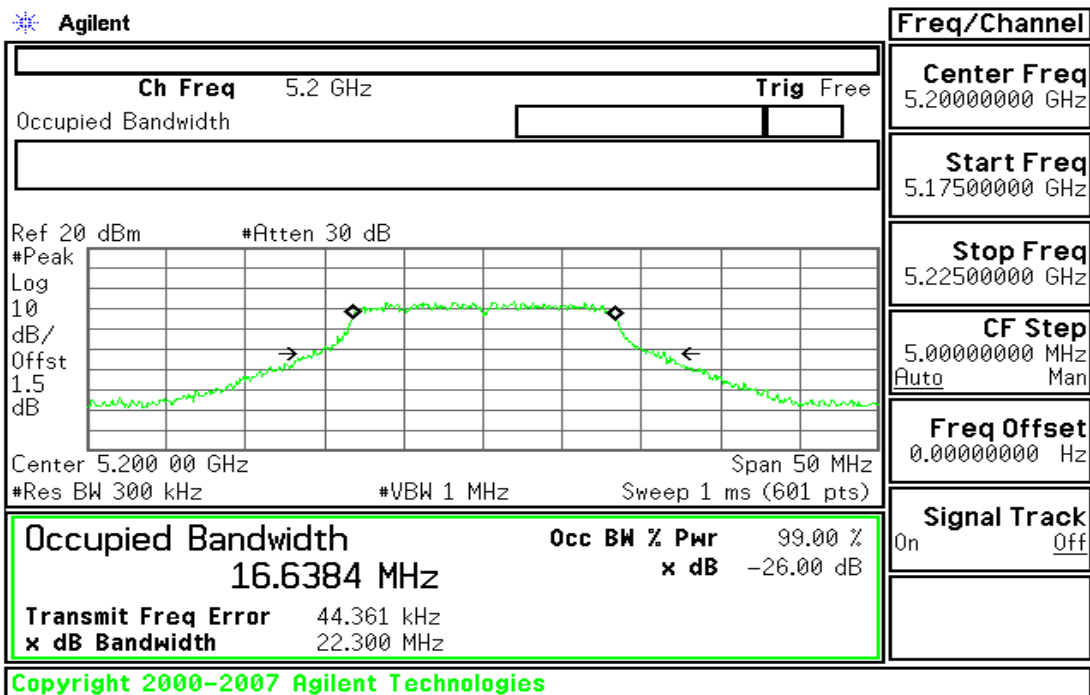 Agilent
Freq/Channel
Ch Freq 5.2 GHz Trig Free
Occupied Bandwidth
Center Freq
5.20000000 GHz
Start Freq
5.17500000 GHz
Stop Freq
5.22500000 GHz
CF Step
5.00000000 MHz
Auto Man
Freq Offset
0.00000000 Hz
Signal Track
On Off
Ref 20 dBm #Atten 30 dB
#Peak
Log
10
dB/
Offst
1.5
dB
Center 5.200 00 GHz Span 50 MHz
#Res BW 300 kHz #VBW 1 MHz Sweep 1 ms (601 pts)
Occupied Bandwidth Occ BW % Pwr 99.00 %
16.6384 MHz x dB -26.00 dB
Transmit Freq Error 44.361 kHz
x dB Bandwidth 22.300 MHz
Copyright 2000-2007 Agilent Technologies